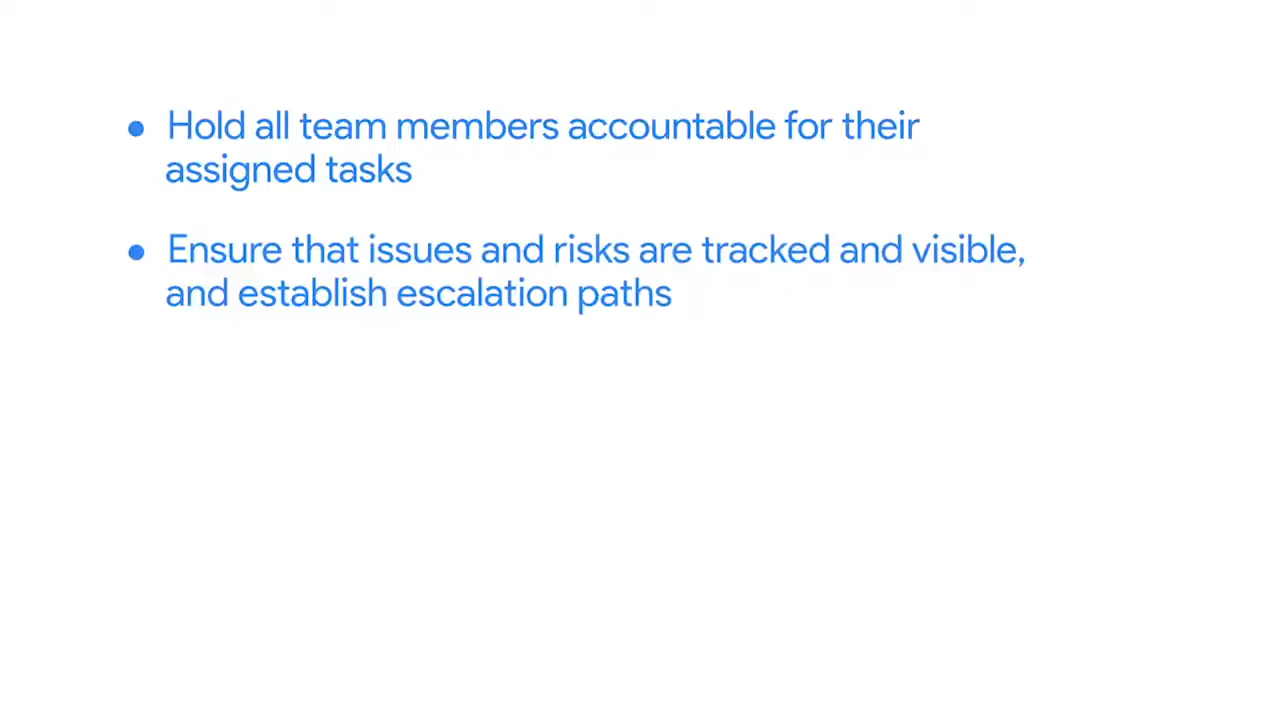 ● Hold all team members accountable for their
assigned tasks
● Ensure that issues and risks are tracked and visible,
and establish escalation paths